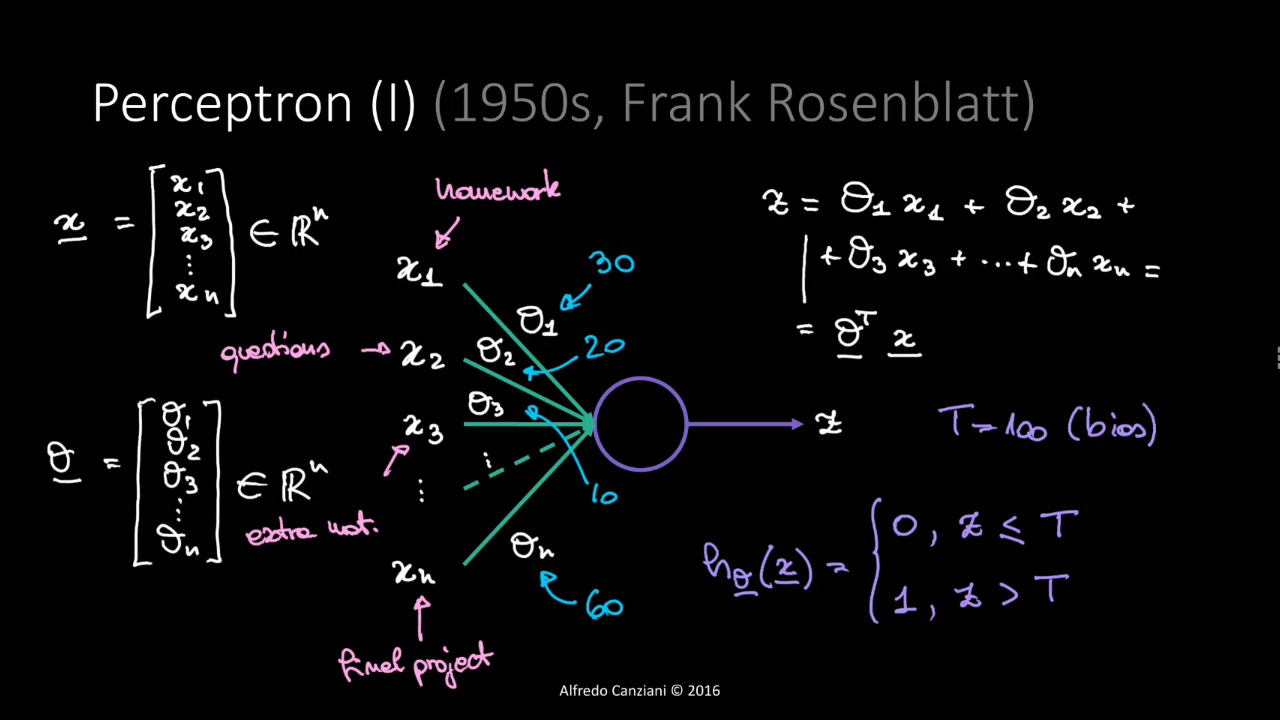 Perceptron (I) (1950s, Frank Rosenblatt)
x = [x1 x2 x3 ⋮ xn] ∈ ℝⁿ
θ = [θ1 θ2 θ3 ⋮ θn] ∈ ℝⁿ
homework
x1
questions → x2
x3
extra mat.
⋮
xn
final project
θ1
30
θ2
20
θ3
10
⋮
θn
60
z
z = θ1 x1 + θ2 x2 +
+ θ3 x3 + ... + θn xn =
= θᵀ x
T = 100 (bias)
hθ(x) = { 0, z ≤ T
1, z > T
Alfredo Canziani © 2016